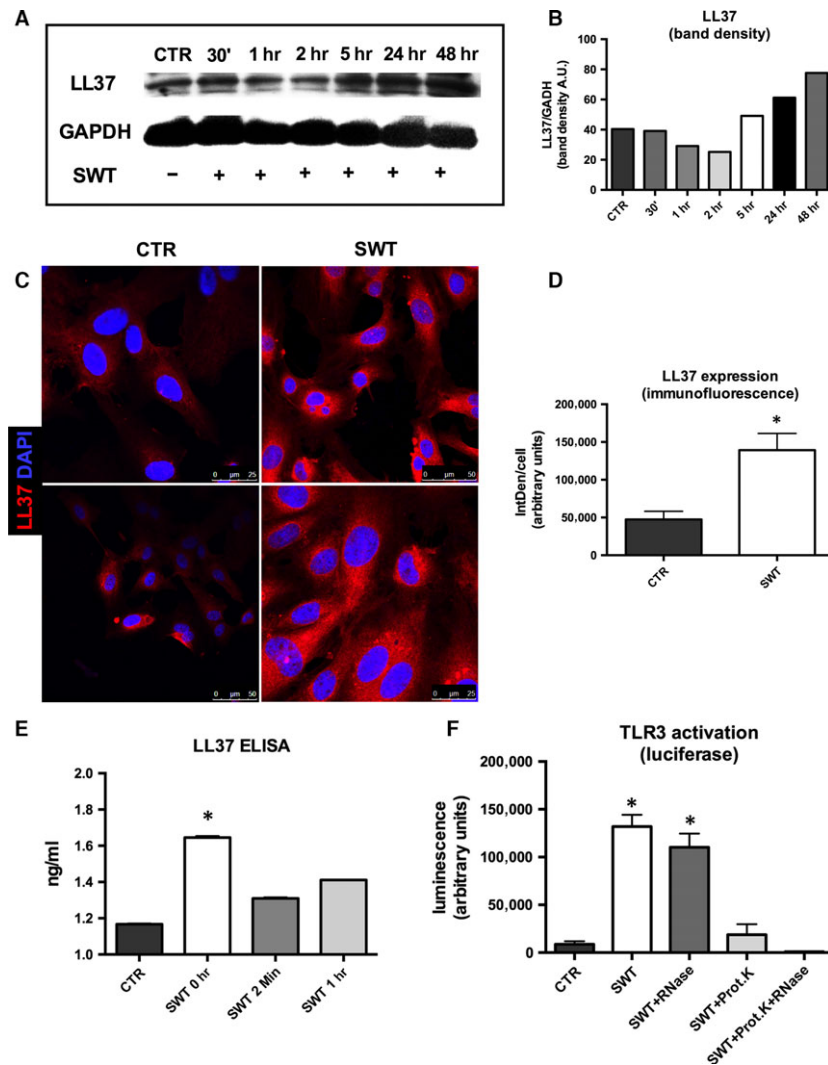 A
CTR 30' 1 hr 2 hr 5 hr 24 hr 48 hr
LL37
GAPDH
SWT – + + + + + +
B
LL37
(band density)
LL37/GADH
(band density A.U.)
100
80
60
40
20
0
CTR 30' 1 hr 2 hr 5 hr 24 hr 48 hr
C
CTR SWT
LL37 DAPI
0 µm 25
0 µm 50
0 µm 50
0 µm 25
D
LL37 expression
(immunofluorescence)
IntDen/cell
(arbitrary units)
200,000
150,000
100,000
50,000
0
*
CTR SWT
E
LL37 ELISA
ng/ml
2.0
1.8
1.6
1.4
1.2
1.0
*
CTR SWT 0 hr SWT 2 Min SWT 1 hr
F
TLR3 activation
(luciferase)
luminescence
(arbitrary units)
200,000
150,000
100,000
50,000
0
* *
CTR SWT SWT+RNase SWT+Prot.K SWT+Prot.K+RNase